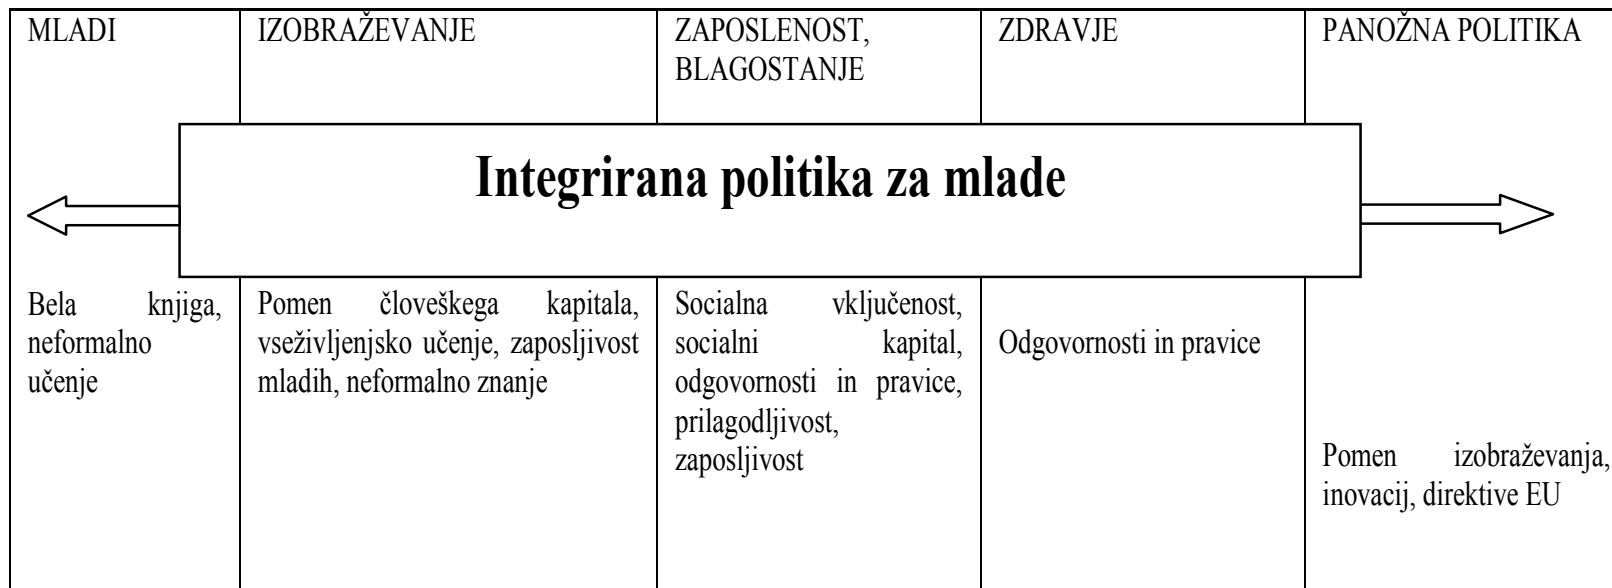 MLADI
IZOBRAŽEVANJE
ZAPOSLENOST,
BLAGOSTANJE
ZDRAVJE
PANOŽNA POLITIKA
Integrirana politika za mlade
Bela knjiga,
neformalno
učenje
Pomen človeškega kapitala,
vseživljenjsko učenje, zaposljivost
mladih, neformalno znanje
Socialna vključenost,
socialni kapital,
odgovornosti in pravice,
prilagodljivost,
zaposljivost
Odgovornosti in pravice
Pomen izobraževanja,
inovacij, direktive EU